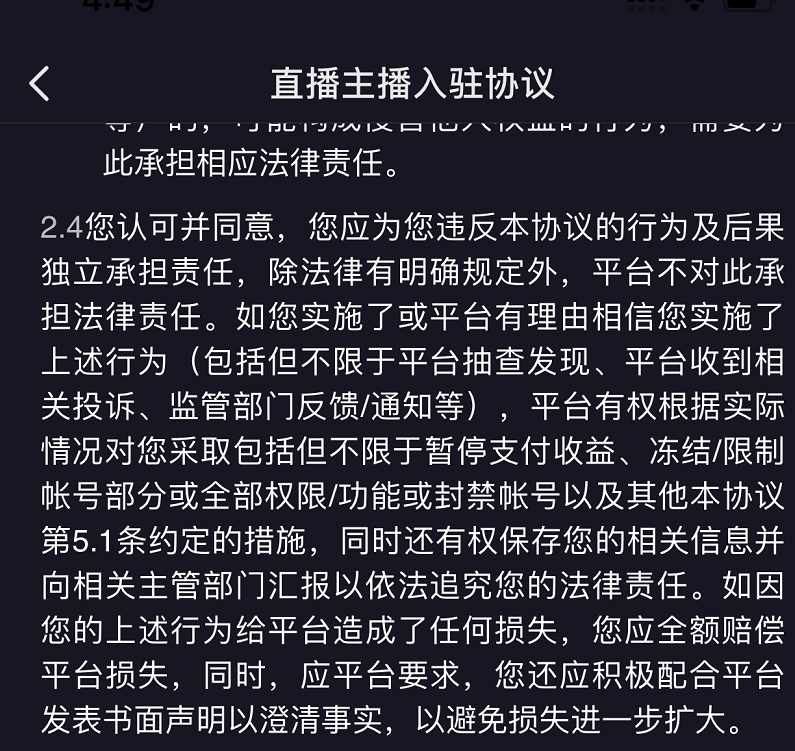 4:49
直播主播入驻协议
此承担相应法律责任。
2.4您认可并同意，您应为您违反本协议的行为及后果
独立承担责任，除法律有明确规定外，平台不对此承
担法律责任。如您实施了或平台有理由相信您实施了
上述行为（包括但不限于平台抽查发现、平台收到相
关投诉、监管部门反馈/通知等），平台有权根据实际
情况对您采取包括但不限于暂停支付收益、冻结/限制
帐号部分或全部权限/功能或封禁帐号以及其他本协议
第5.1条约定的措施，同时还有权保存您的相关信息并
向相关主管部门汇报以依法追究您的法律责任。如因
您的上述行为给平台造成了任何损失，您应全额赔偿
平台损失，同时，应平台要求，您还应积极配合平台
发表书面声明以澄清事实，以避免损失进一步扩大。